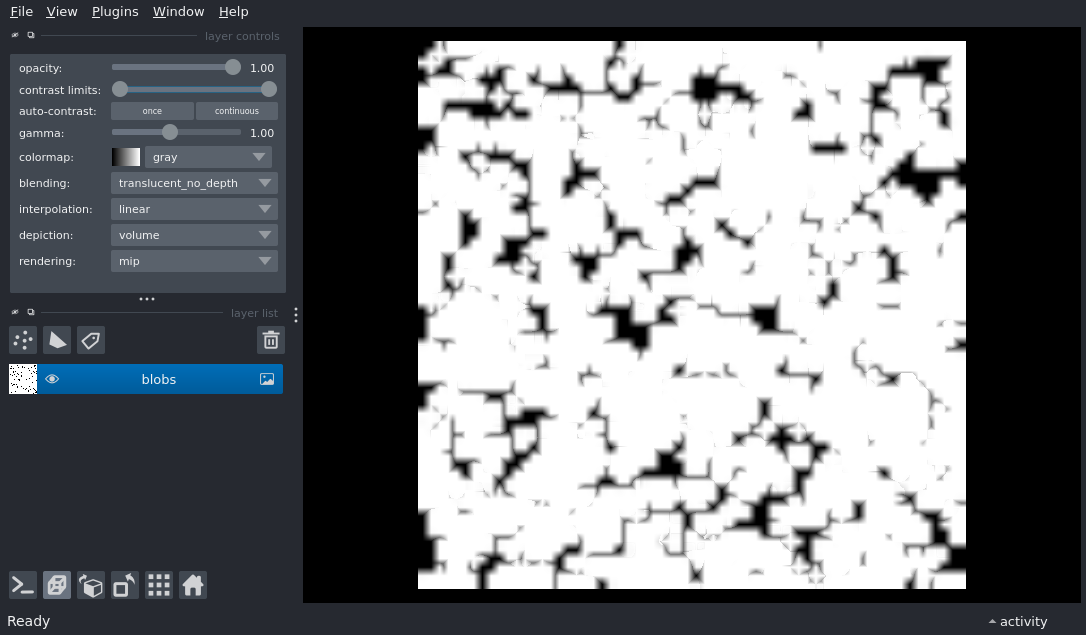 File View Plugins Window Help
layer controls
opacity: 1.00
contrast limits:
auto-contrast: once continuous
gamma: 1.00
colormap: gray
blending: translucent_no_depth
interpolation: linear
depiction: volume
rendering: mip
layer list
blobs
Ready activity